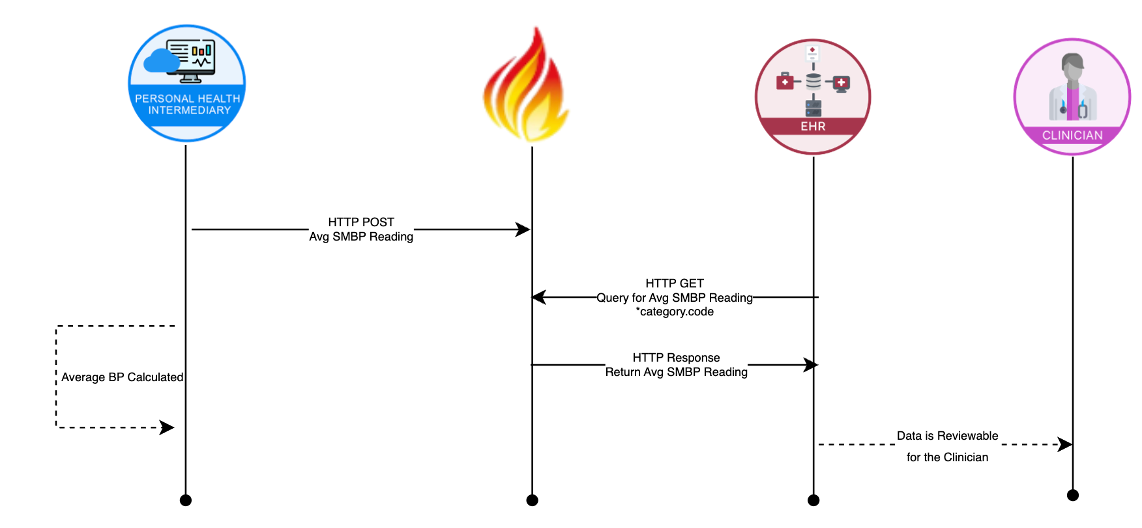 PERSONAL HEALTH
INTERMEDIARY
EHR
CLINICIAN
HTTP POST
Avg SMBP Reading
HTTP GET
Query for Avg SMBP Reading
*category.code
Average BP Calculated
HTTP Response
Return Avg SMBP Reading
Data is Reviewable
for the Clinician